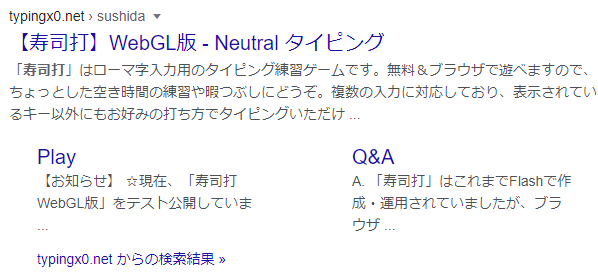 typingx0.net › sushida
【寿司打】WebGL版 - Neutral タイピング
「寿司打」はローマ字入力用のタイピング練習ゲームです。無料＆ブラウザで遊べますので、
ちょっとした空き時間の練習や暇つぶしにどうぞ。複数の入力に対応しており、表示されてい
るキー以外にもお好みの打ち方でタイピングいただけ ...
Play
【お知らせ】 ☆現在、「寿司打
WebGL版」をテスト公開していま
...
Q&A
A. 「寿司打」はこれまでFlashで作
成・運用されていましたが、ブラ
ウザ ...
typingx0.net からの検索結果 »